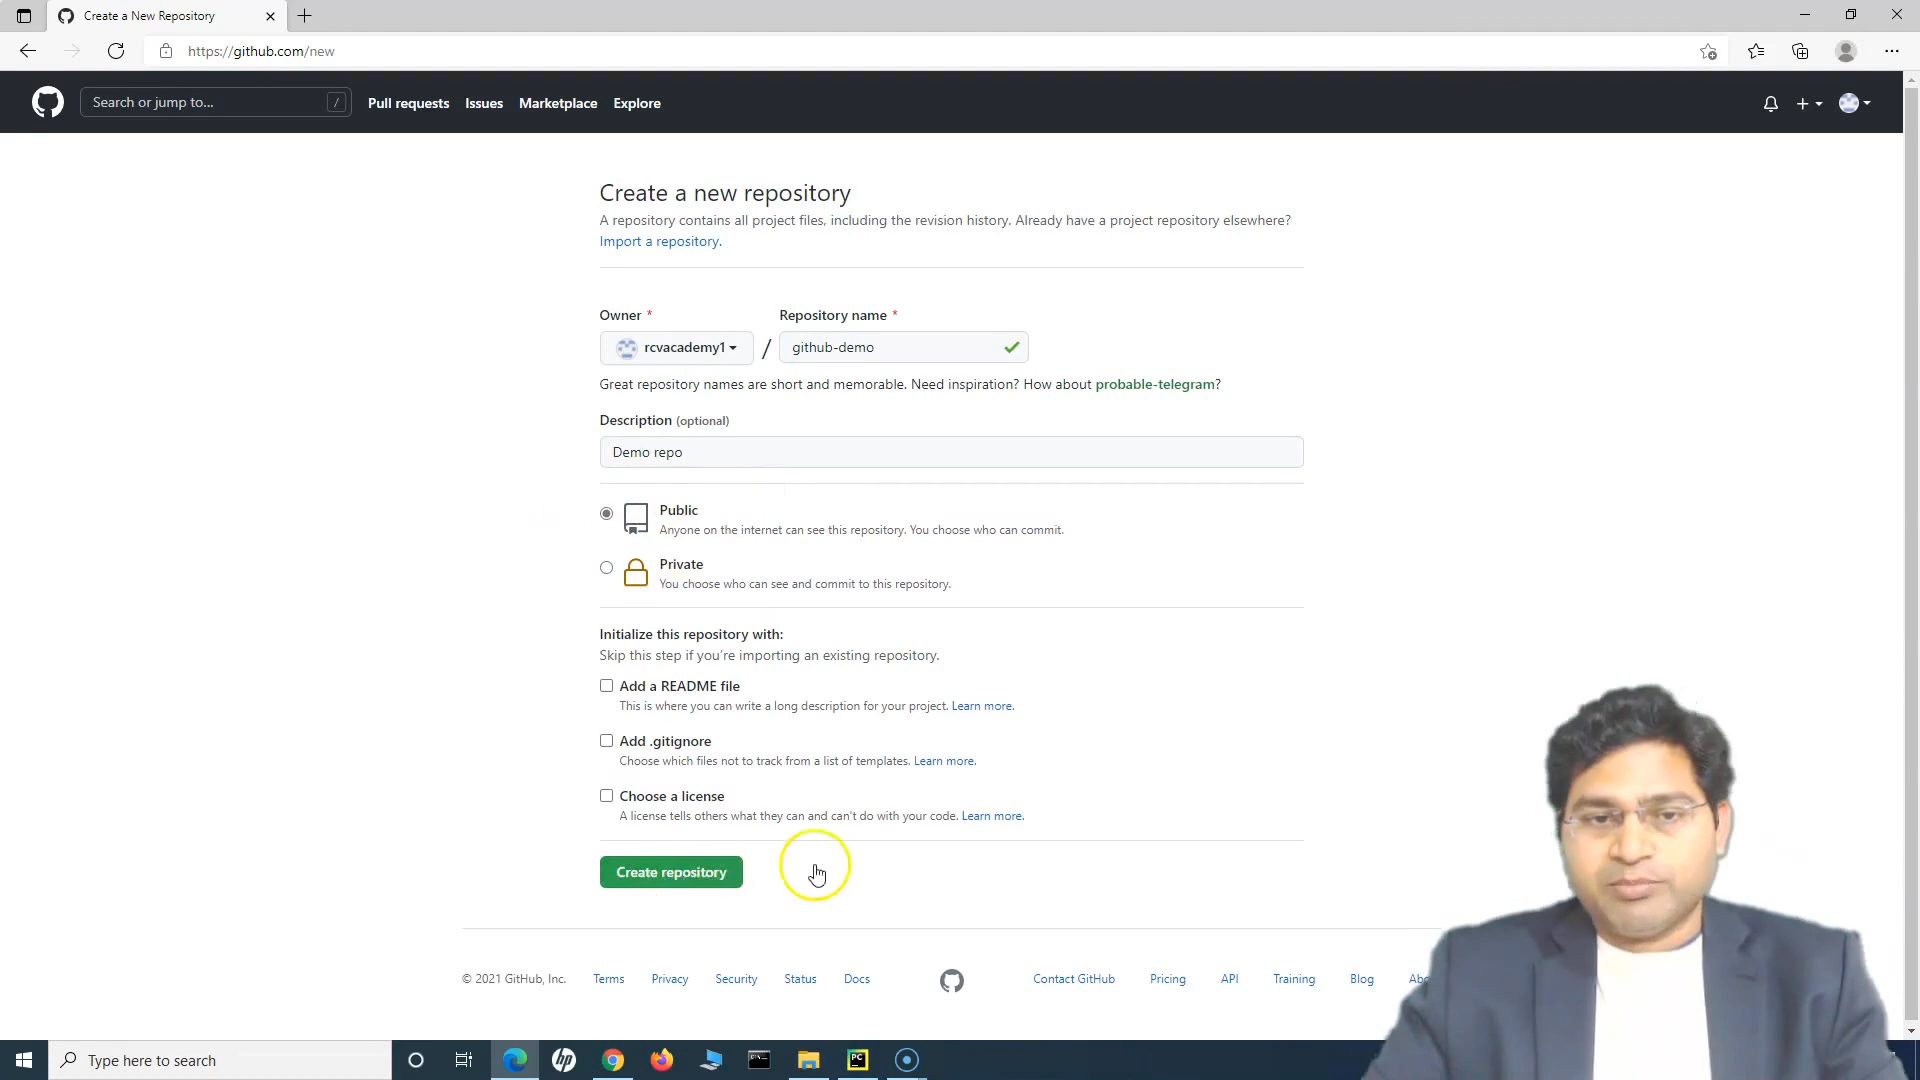 Create a New Repository
https://github.com/new
Search or jump to...
/
Pull requests
Issues
Marketplace
Explore
Create a new repository
A repository contains all project files, including the revision history. Already have a project repository elsewhere?
Import a repository.
Owner *
Repository name *
rcvacademy1
/
github-demo
Great repository names are short and memorable. Need inspiration? How about probable-telegram?
Description (optional)
Demo repo
Public
Anyone on the internet can see this repository. You choose who can commit.
Private
You choose who can see and commit to this repository.
Initialize this repository with:
Skip this step if you're importing an existing repository.
Add a README file
This is where you can write a long description for your project. Learn more.
Add .gitignore
Choose which files not to track from a list of templates. Learn more.
Choose a license
A license tells others what they can and can't do with your code. Learn more.
Create repository
© 2021 GitHub, Inc.
Terms
Privacy
Security
Status
Docs
Contact GitHub
Pricing
API
Training
Blog
Type here to search
hp
PC